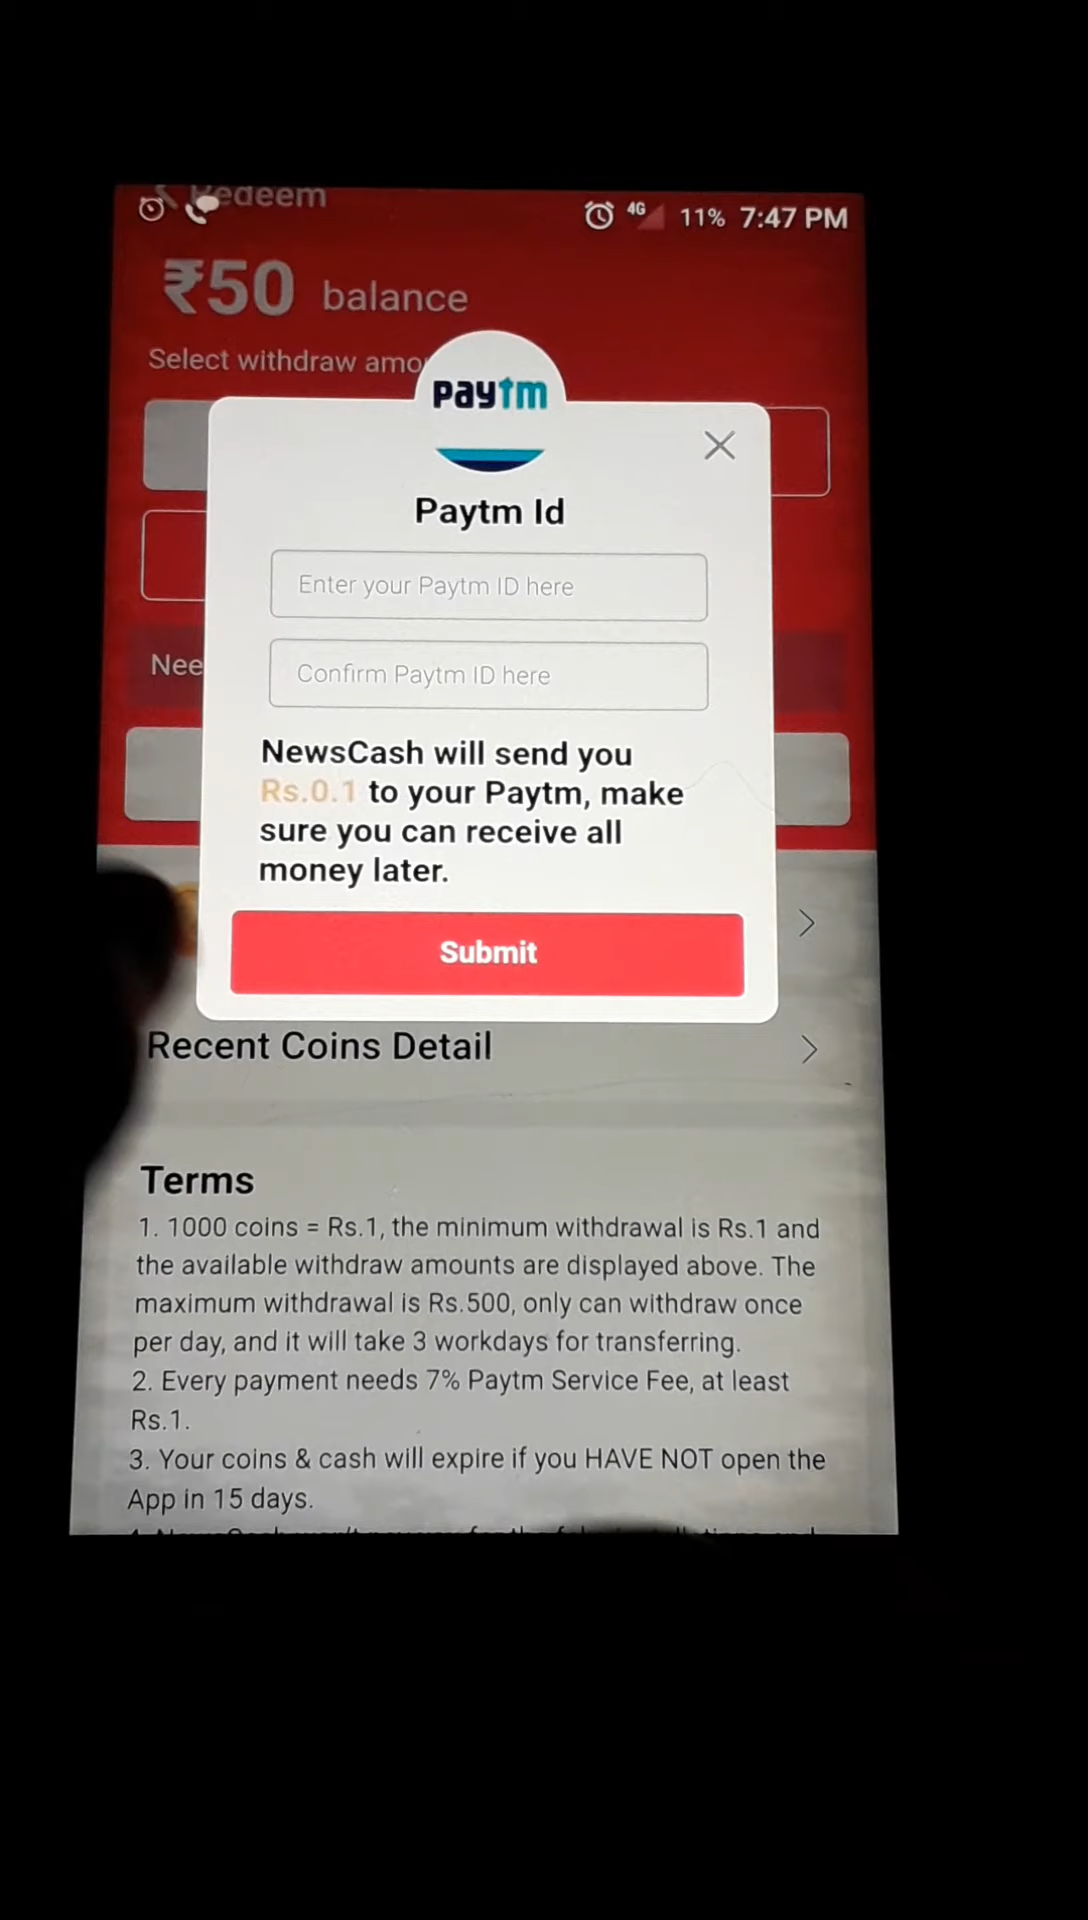 Redeem
4G 11% 7:47 PM
₹50 balance
Select withdraw
paytm
Paytm Id
Enter your Paytm ID here
Confirm Paytm ID here
NewsCash will send you
Rs.0.1 to your Paytm, make
sure you can receive all
money later.
Submit
Recent Coins Detail
Terms
1. 1000 coins = Rs.1, the minimum withdrawal is Rs.1 and
the available withdraw amounts are displayed above. The
maximum withdrawal is Rs.500, only can withdraw once
per day, and it will take 3 workdays for transferring.
2. Every payment needs 7% Paytm Service Fee, at least
Rs.1.
3. Your coins & cash will expire if you HAVE NOT open the
App in 15 days.